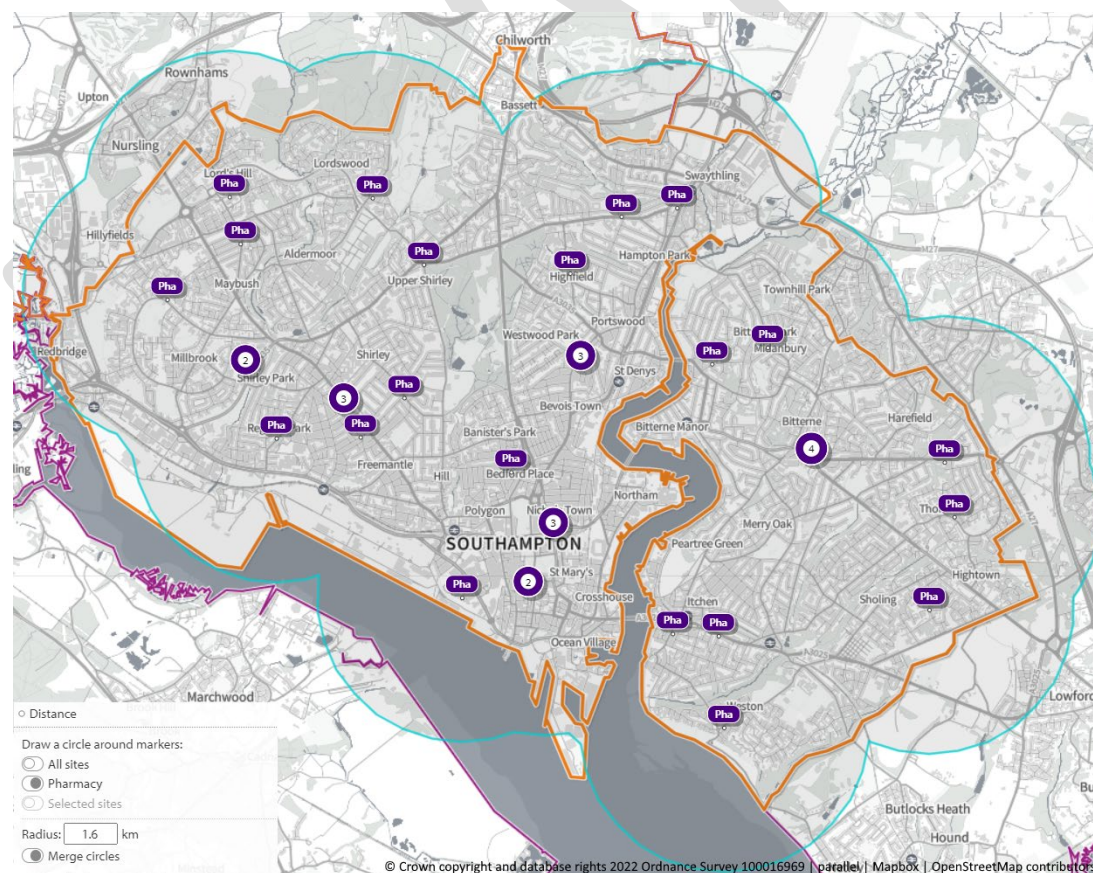 Chilworth
Rownhams
Upton
Bassett
Nursling
Lordswood
Lord's Hill
Swaythling
Pha
Pha
Pha
Pha
Hillyfields
Pha
Aldermoor
Pha
Hampton Park
Pha
Highfield
M27
Upper Shirley
Maybush
Pha
Townhill Park
A3035
Portswood
Westwood Park
Pha
Midanbury
Redbridge
Millbrook
Shirley
Pha
2
Shirley Park
3
St Denys
Pha
3
Bevois Town
Bitterne
Harefield
Pha
Pha
Banister's Park
Bitterne Manor
4
Pha
Freemantle
Hill
Pha
Bedford Place
Northam
Polygon
Pha
3
Merry Oak
SOUTHAMPTON
Peartree Green
2
St Mary's
Hightown
Pha
Crosshouse
Itchen
Sholing
Pha
Pha
Pha
Ocean Village
A3025
Marchwood
Lowford
Pha
Weston
Distance
Draw a circle around markers:
All sites
Pharmacy
Selected sites
Radius: 1.6 km
Merge circles
Butlocks Heath
Hound
© Crown copyright and database rights 2022 Ordnance Survey 100016969 | parallel | Mapbox | OpenStreetMap contributors